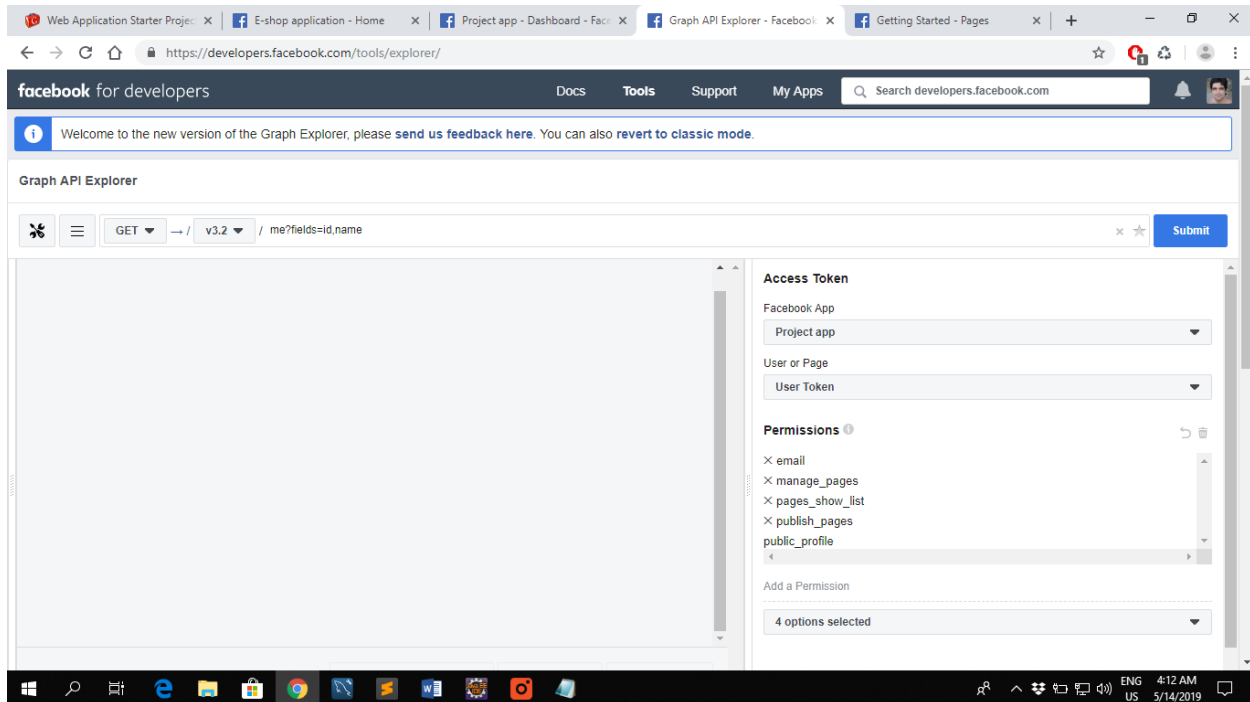 Web Application Starter Projec
E-shop application - Home
Project app - Dashboard - Face
Graph API Explorer - Facebook
Getting Started - Pages
https://developers.facebook.com/tools/explorer/
1
facebook for developers
Docs
Tools
Support
My Apps
Search developers.facebook.com
Welcome to the new version of the Graph Explorer, please send us feedback here. You can also revert to classic mode.
Graph API Explorer
GET
→ /
v3.2
/ me?fields=id,name
Submit
Access Token
Facebook App
Project app
User or Page
User Token
Permissions
email
manage_pages
pages_show_list
publish_pages
public_profile
Add a Permission
4 options selected
ENG
US
4:12 AM
5/14/2019